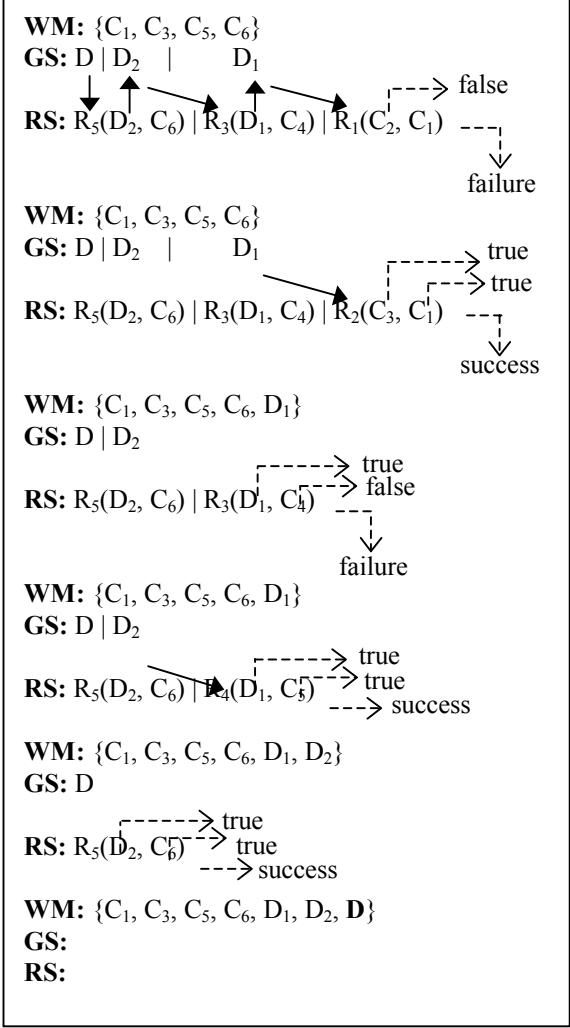 WM: {C₁, C₃, C₅, C₆}
GS: D | D₂ | D₁
false
RS: R₅(D₂, C₆) | R₃(D₁, C₄) | R₁(C₂, C₁)
failure
WM: {C₁, C₃, C₅, C₆}
GS: D | D₂ | D₁
true
true
RS: R₅(D₂, C₆) | R₃(D₁, C₄) | R₂(C₃, C₁)
success
WM: {C₁, C₃, C₅, C₆, D₁}
GS: D | D₂
true
false
RS: R₅(D₂, C₆) | R₃(D₁, C₄)
failure
WM: {C₁, C₃, C₅, C₆, D₁}
GS: D | D₂
true
true
RS: R₅(D₂, C₆) | R₄(D₁, C₅)
success
WM: {C₁, C₃, C₅, C₆, D₁, D₂}
GS: D
true
RS: R₅(D₂, C₆)
true
success
WM: {C₁, C₃, C₅, C₆, D₁, D₂, D}
GS:
RS: